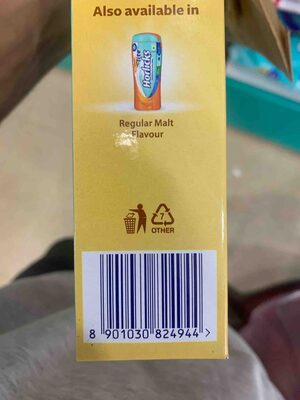 Also available in
Horlicks
Regular Malt
Flavour
7
OTHER
8 901030 824944 >